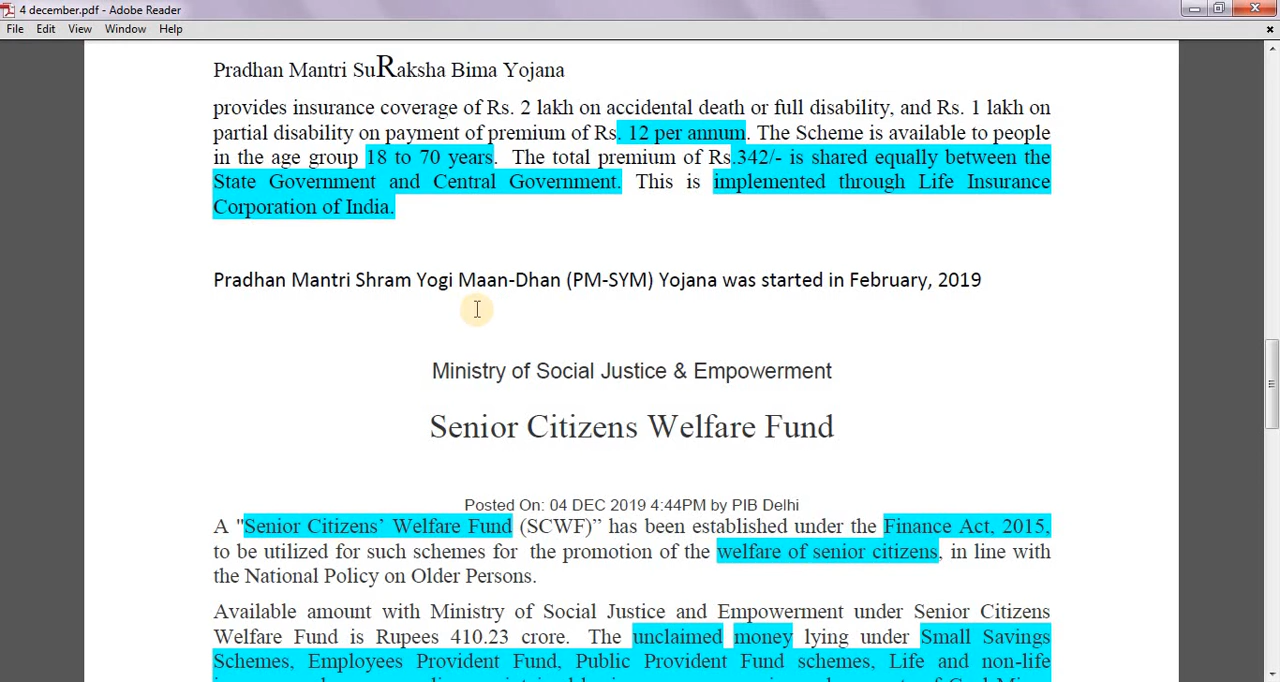 4 december.pdf - Adobe Reader
File Edit View Window Help
Pradhan Mantri SuRaksha Bima Yojana
provides insurance coverage of Rs. 2 lakh on accidental death or full disability, and Rs. 1 lakh on
partial disability on payment of premium of Rs. 12 per annum. The Scheme is available to people
in the age group 18 to 70 years. The total premium of Rs.342/- is shared equally between the
State Government and Central Government. This is implemented through Life Insurance
Corporation of India.
Pradhan Mantri Shram Yogi Maan-Dhan (PM-SYM) Yojana was started in February, 2019
Ministry of Social Justice & Empowerment
Senior Citizens Welfare Fund
Posted On: 04 DEC 2019 4:44PM by PIB Delhi
A "Senior Citizens’ Welfare Fund (SCWF)” has been established under the Finance Act, 2015,
to be utilized for such schemes for the promotion of the welfare of senior citizens, in line with
the National Policy on Older Persons.
Available amount with Ministry of Social Justice and Empowerment under Senior Citizens
Welfare Fund is Rupees 410.23 crore. The unclaimed money lying under Small Savings
Schemes, Employees Provident Fund, Public Provident Fund schemes, Life and non-life